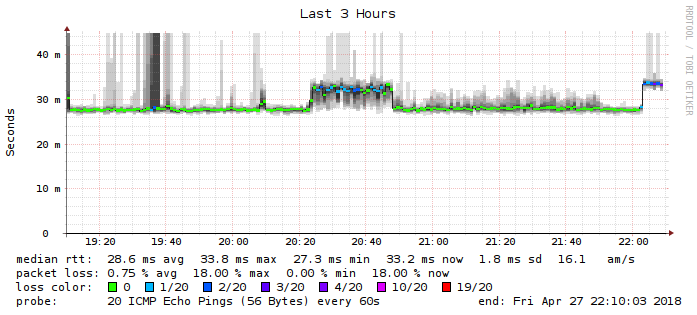 Last 3 Hours
RRDTOOL / TOBI OETIKER
Seconds
40 m
30 m
20 m
10 m
0
19:20 19:40 20:00 20:20 20:40 21:00 21:20 21:40 22:00
median rtt: 28.6 ms avg 33.8 ms max 27.3 ms min 33.2 ms now 1.8 ms sd 16.1 am/s
packet loss: 0.75 % avg 18.00 % max 0.00 % min 18.00 % now
loss color: 0 1/20 2/20 3/20 4/20 10/20 19/20
probe: 20 ICMP Echo Pings (56 Bytes) every 60s end: Fri Apr 27 22:10:03 2018